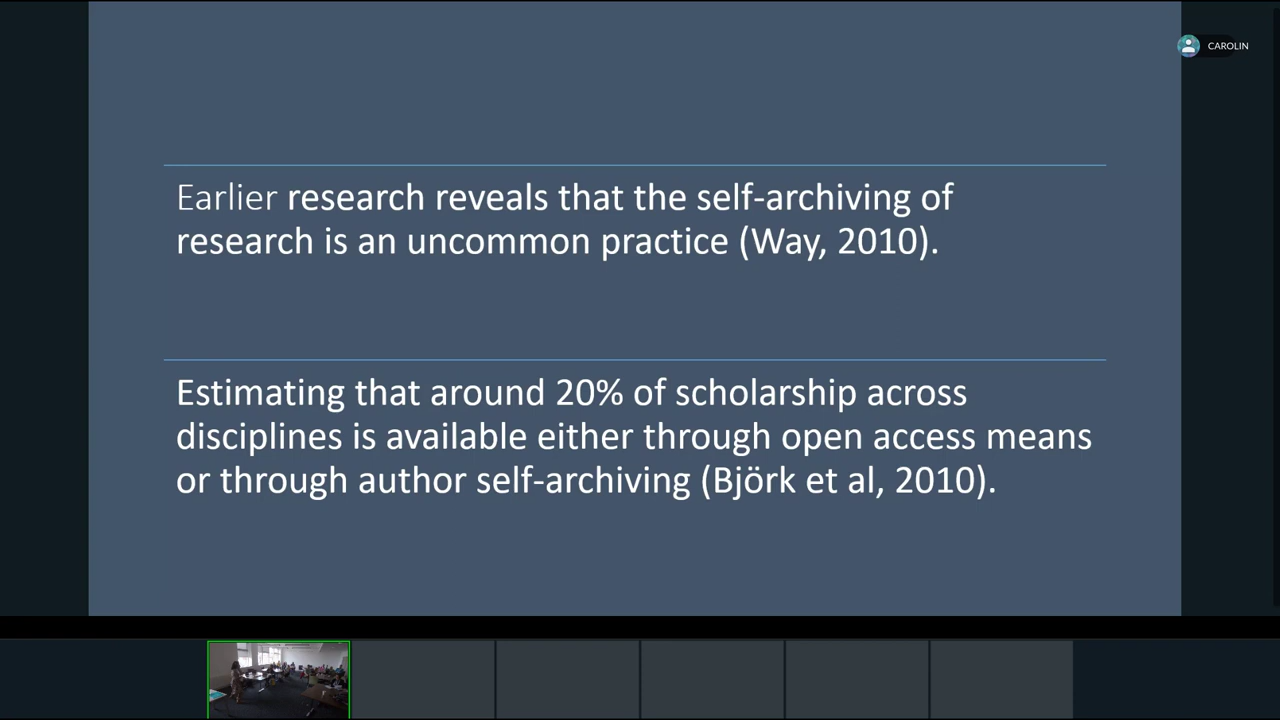 CAROLIN
Earlier research reveals that the self-archiving of
research is an uncommon practice (Way, 2010).
Estimating that around 20% of scholarship across
disciplines is available either through open access means
or through author self-archiving (Björk et al, 2010).